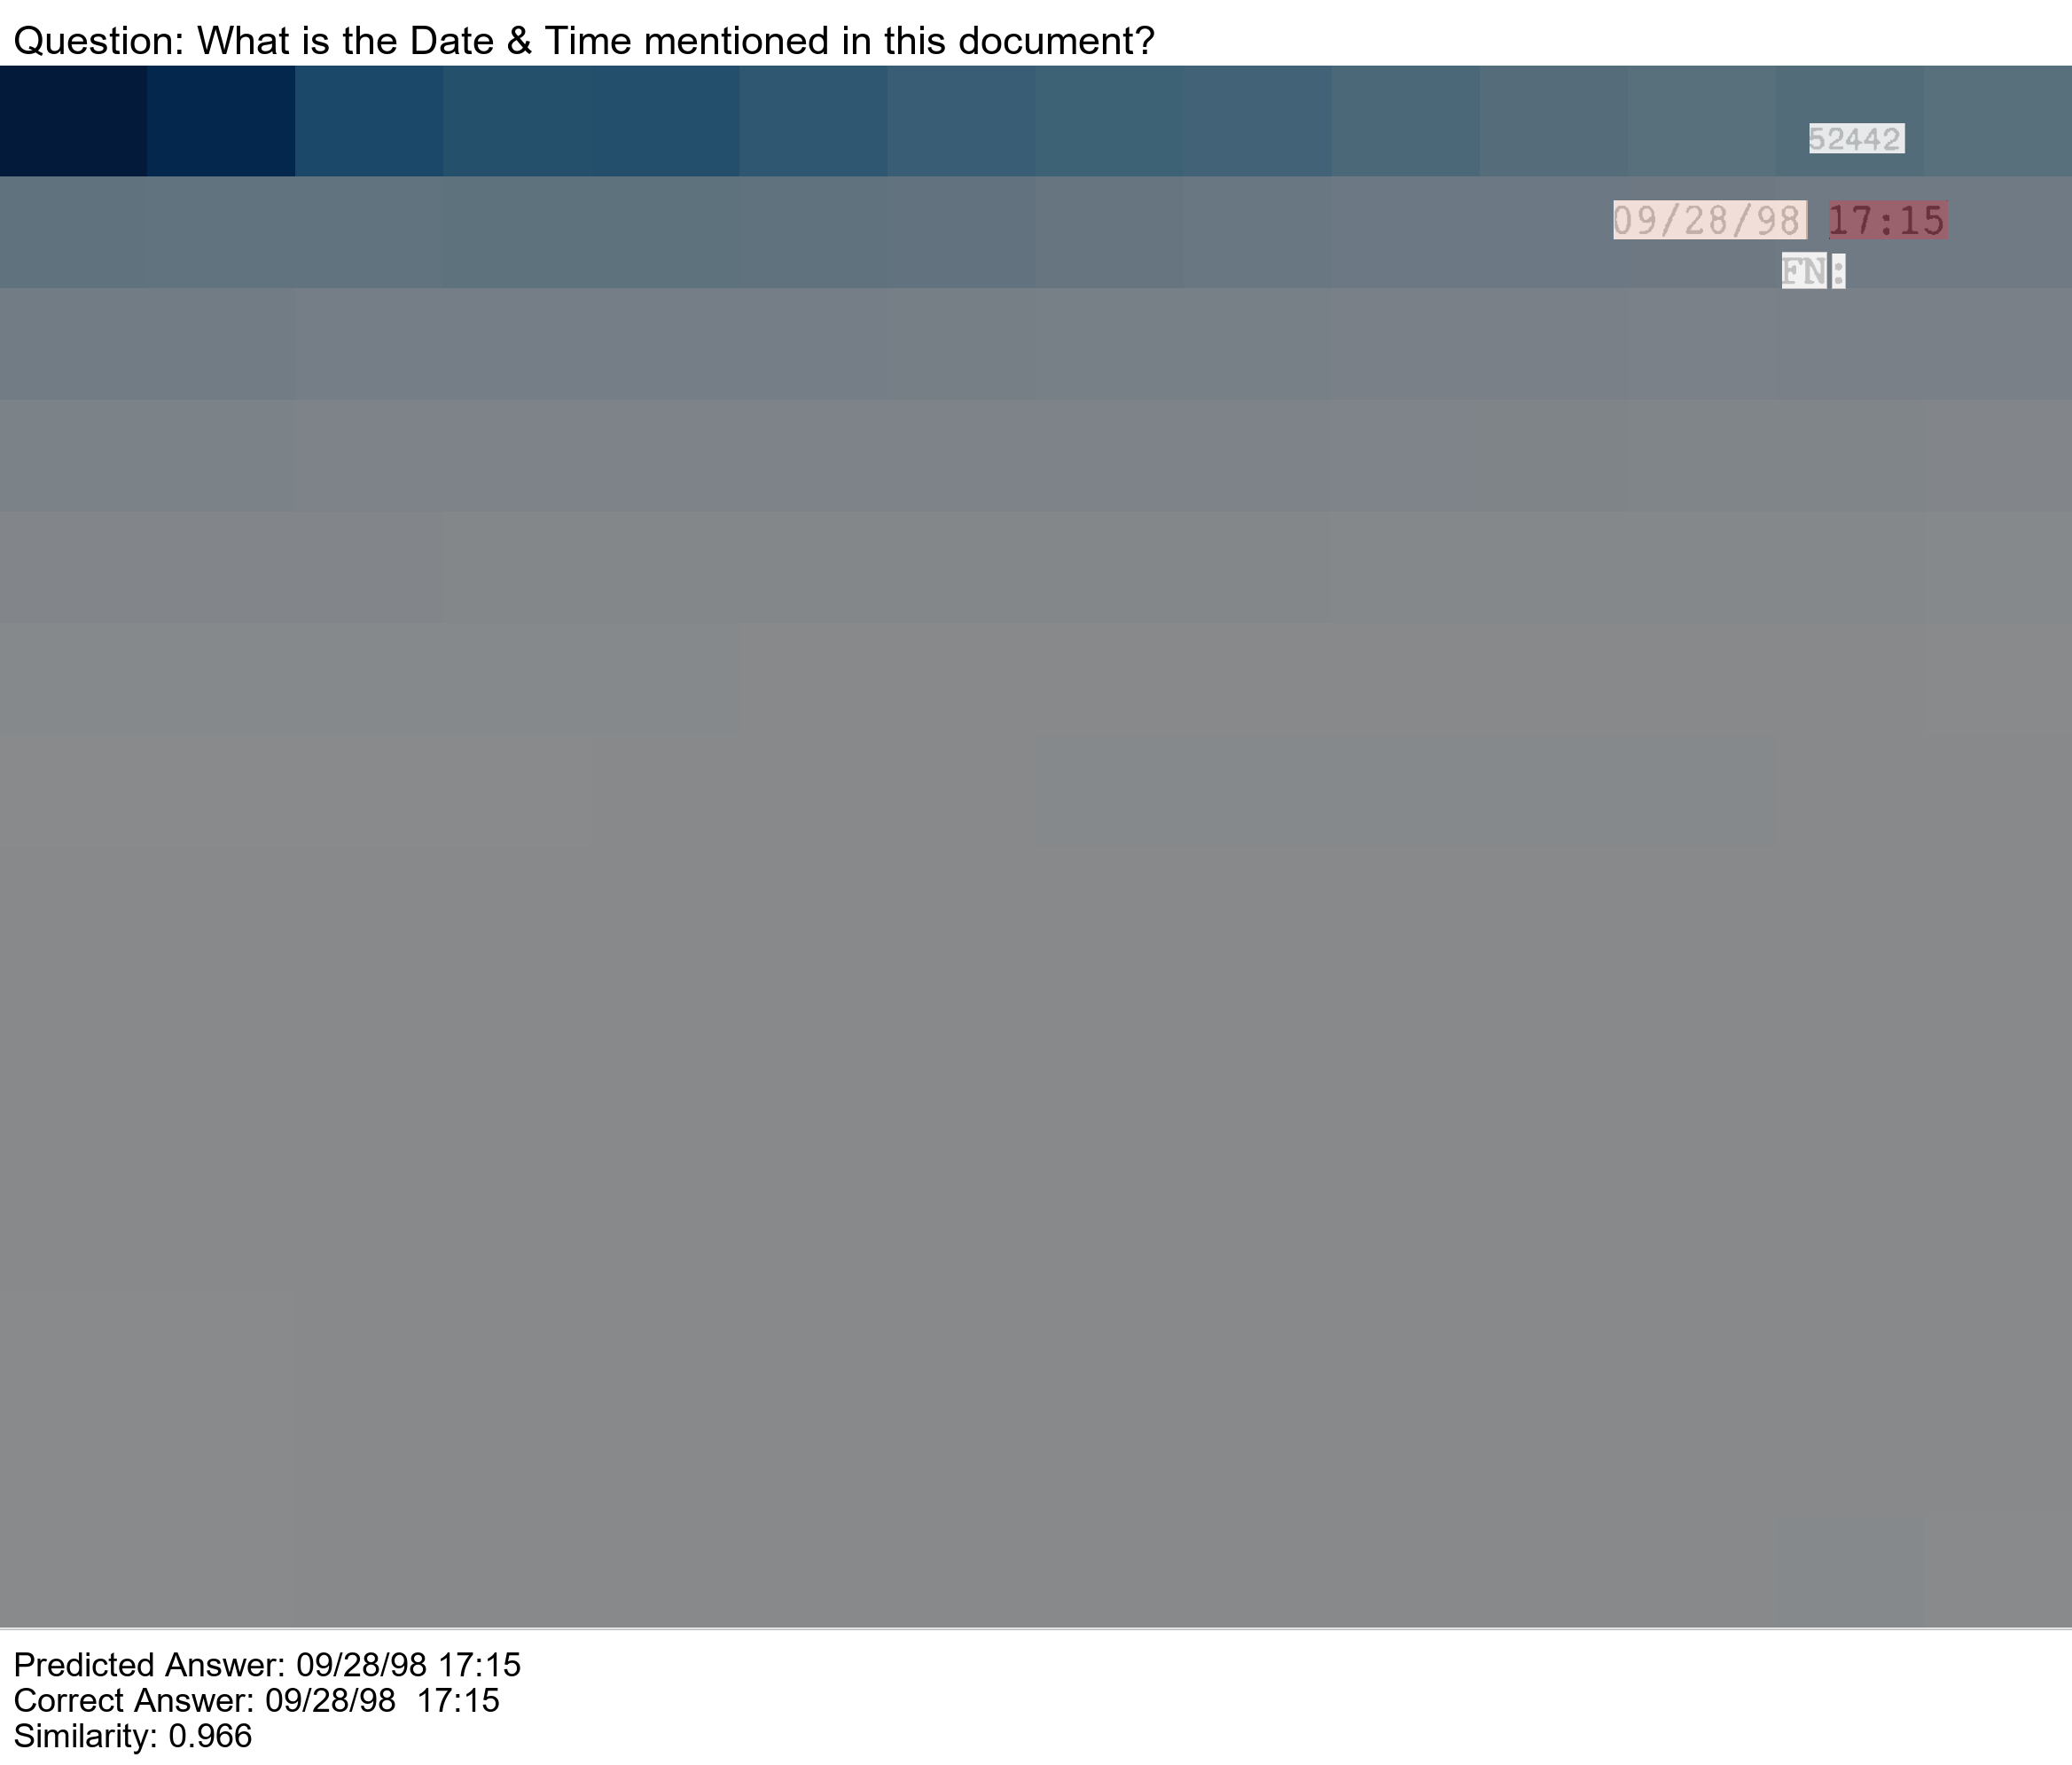 Question: What is the Date & Time mentioned in this document?
52442
09/28/98 17:15
FN:
Predicted Answer: 09/28/98 17:15
Correct Answer: 09/28/98  17:15
Similarity: 0.966